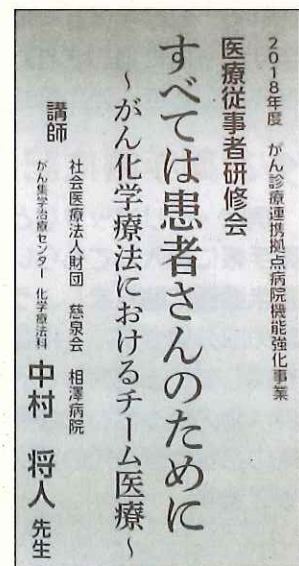 2018年度 がん診療連携拠点病院機能強化事業
医療従事者研修会
すべては患者さんのために
~がん化学療法におけるチーム医療~
講師
社会医療法人財団 慈泉会 相澤病院
がん集学治療センター 化学療法科 中村 将人 先生